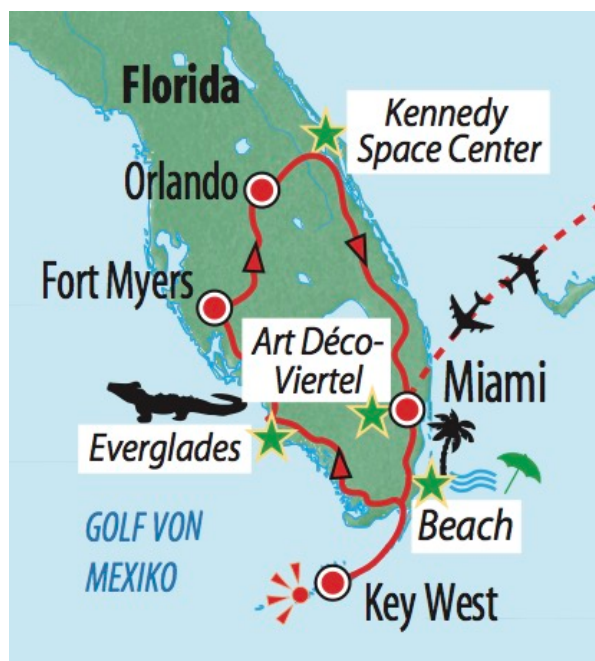 Florida
Kennedy
Space Center
Orlando
Fort Myers
Art Déco-
Viertel
Miami
Everglades
Beach
GOLF VON
MEXIKO
Key West